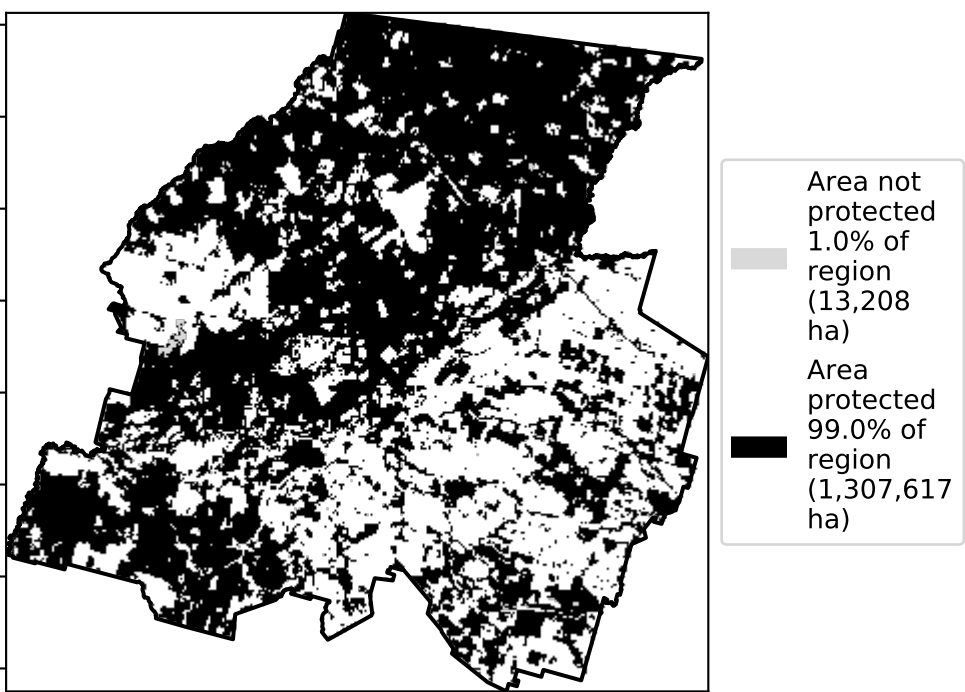 Area not
protected
1.0% of
region
(13,208
ha)
Area
protected
99.0% of
region
(1,307,617
ha)